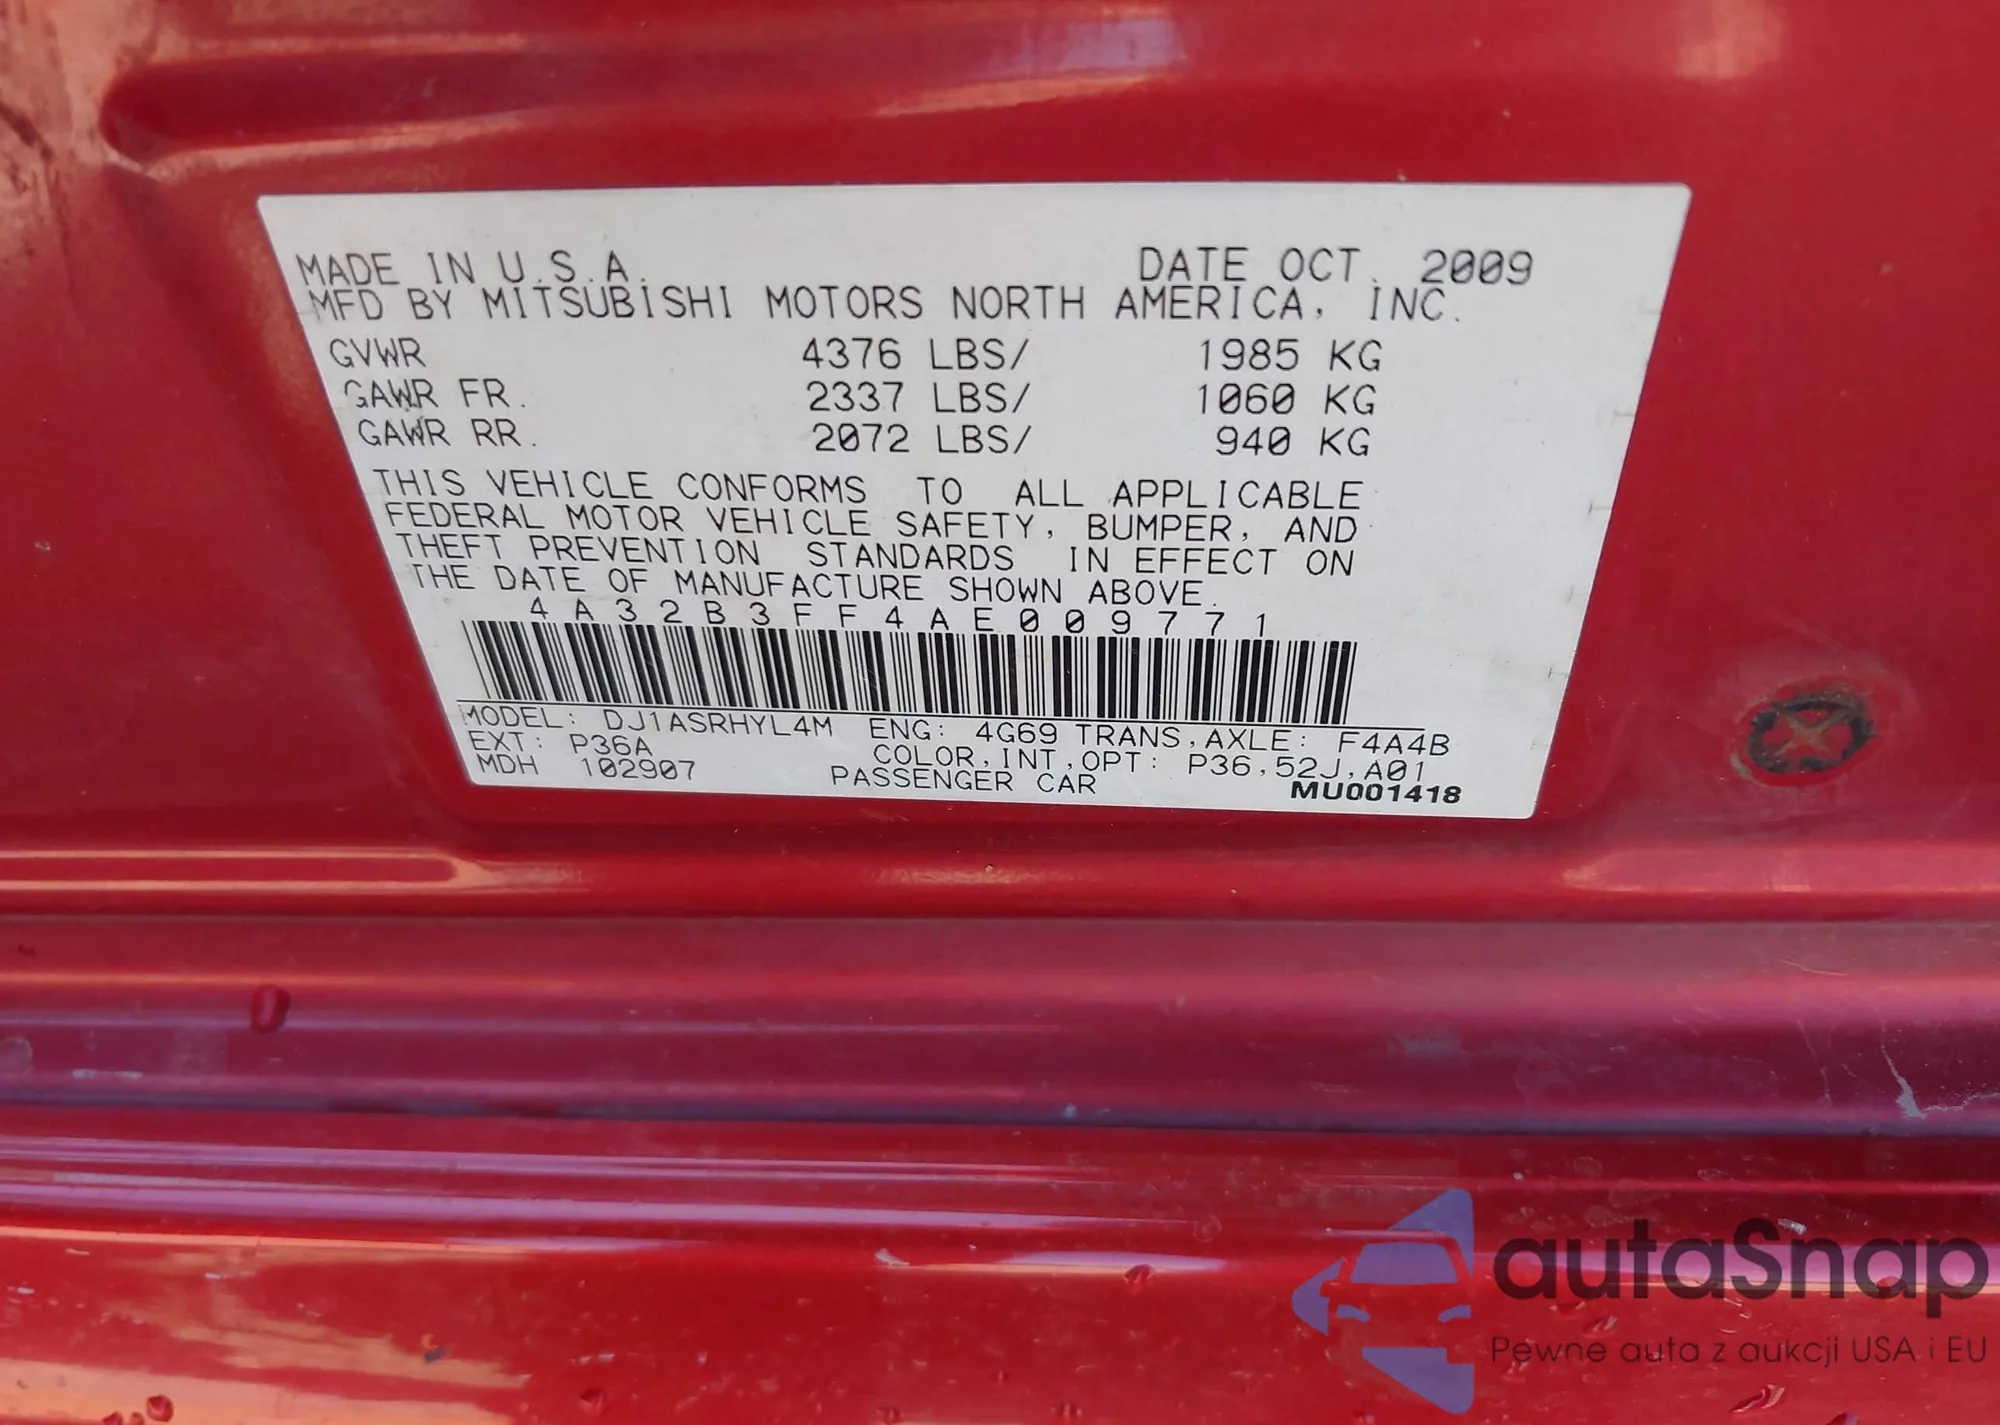 MADE IN U.S.A. DATE OCT. 2009
MFD BY MITSUBISHI MOTORS NORTH AMERICA, INC.
GVWR 4376 LBS/ 1985 KG
GAWR FR. 2337 LBS/ 1060 KG
GAWR RR. 2072 LBS/ 940 KG
THIS VEHICLE CONFORMS TO ALL APPLICABLE
FEDERAL MOTOR VEHICLE SAFETY, BUMPER, AND
THEFT PREVENTION STANDARDS IN EFFECT ON
THE DATE OF MANUFACTURE SHOWN ABOVE.
4A32B3FF4AE009771
MODEL: DJ1ASRHYL4M ENG: 4G69 TRANS,AXLE: F4A4B
EXT: P36A COLOR,INT,OPT: P36,52J,A01
MDH 102907 PASSENGER CAR MU001418
autaSnap
Pewne auta z aukcji USA i EU